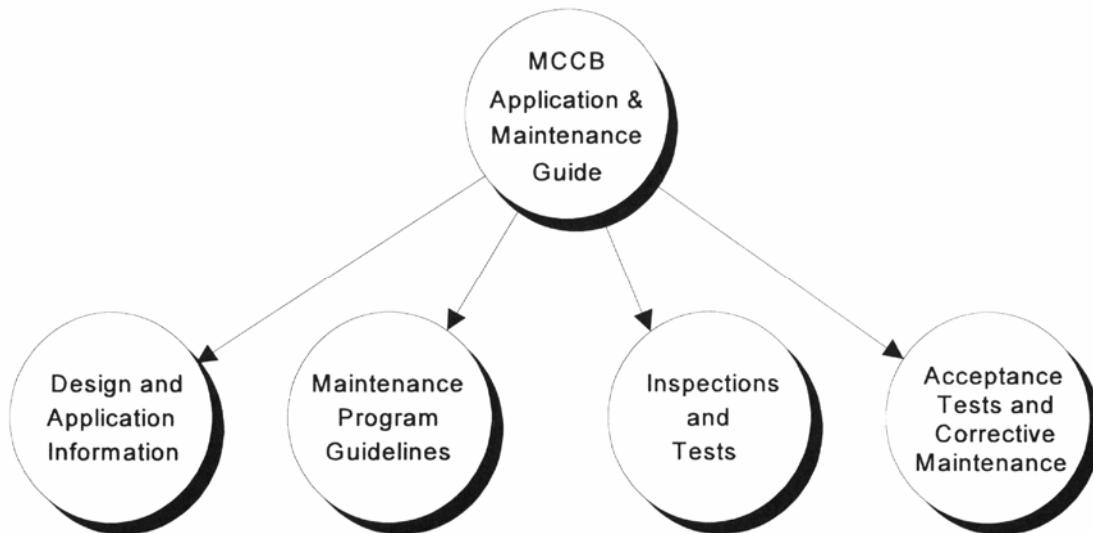 MCCB
Application &
Maintenance
Guide
Design and
Application
Information
Maintenance
Program
Guidelines
Inspections
and
Tests
Acceptance
Tests and
Corrective
Maintenance